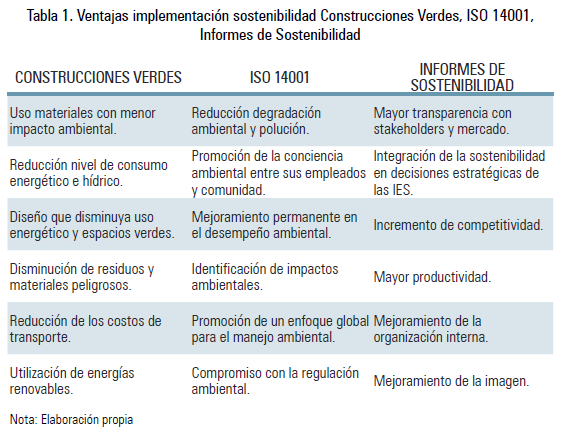 Tabla 1. Ventajas implementación sostenibilidad Construcciones Verdes, ISO 14001,
Informes de Sostenibilidad
CONSTRUCCIONES VERDES
ISO 14001
INFORMES DE
SOSTENIBILIDAD
Uso materiales con menor
impacto ambiental.
Reducción degradación
ambiental y polución.
Mayor transparencia con
stakeholders y mercado.
Reducción nivel de consumo
energético e hídrico.
Promoción de la conciencia
ambiental entre sus empleados
y comunidad.
Integración de la sostenibilidad
en decisiones estratégicas de
las IES.
Diseño que disminuya uso
energético y espacios verdes.
Mejoramiento permanente en
el desempeño ambiental.
Incremento de competitividad.
Disminución de residuos y
materiales peligrosos.
Identificación de impactos
ambientales.
Mayor productividad.
Reducción de los costos de
transporte.
Promoción de un enfoque global
para el manejo ambiental.
Mejoramiento de la
organización interna.
Utilización de energías
renovables.
Compromiso con la regulación
ambiental.
Mejoramiento de la imagen.
Nota: Elaboración propia